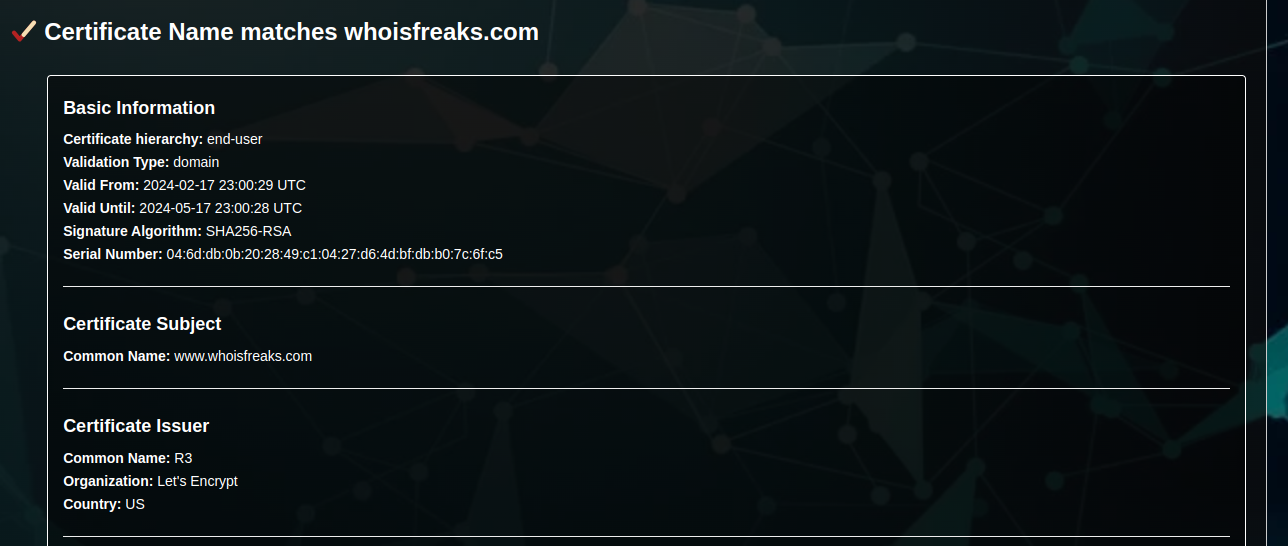 Certificate Name matches whoisfreaks.com
Basic Information
Certificate hierarchy: end-user
Validation Type: domain
Valid From: 2024-02-17 23:00:29 UTC
Valid Until: 2024-05-17 23:00:28 UTC
Signature Algorithm: SHA256-RSA
Serial Number: 04:6d:db:0b:20:28:49:c1:04:27:d6:4d:bf:db:b0:7c:6f:c5
Certificate Subject
Common Name: www.whoisfreaks.com
Certificate Issuer
Common Name: R3
Organization: Let's Encrypt
Country: US